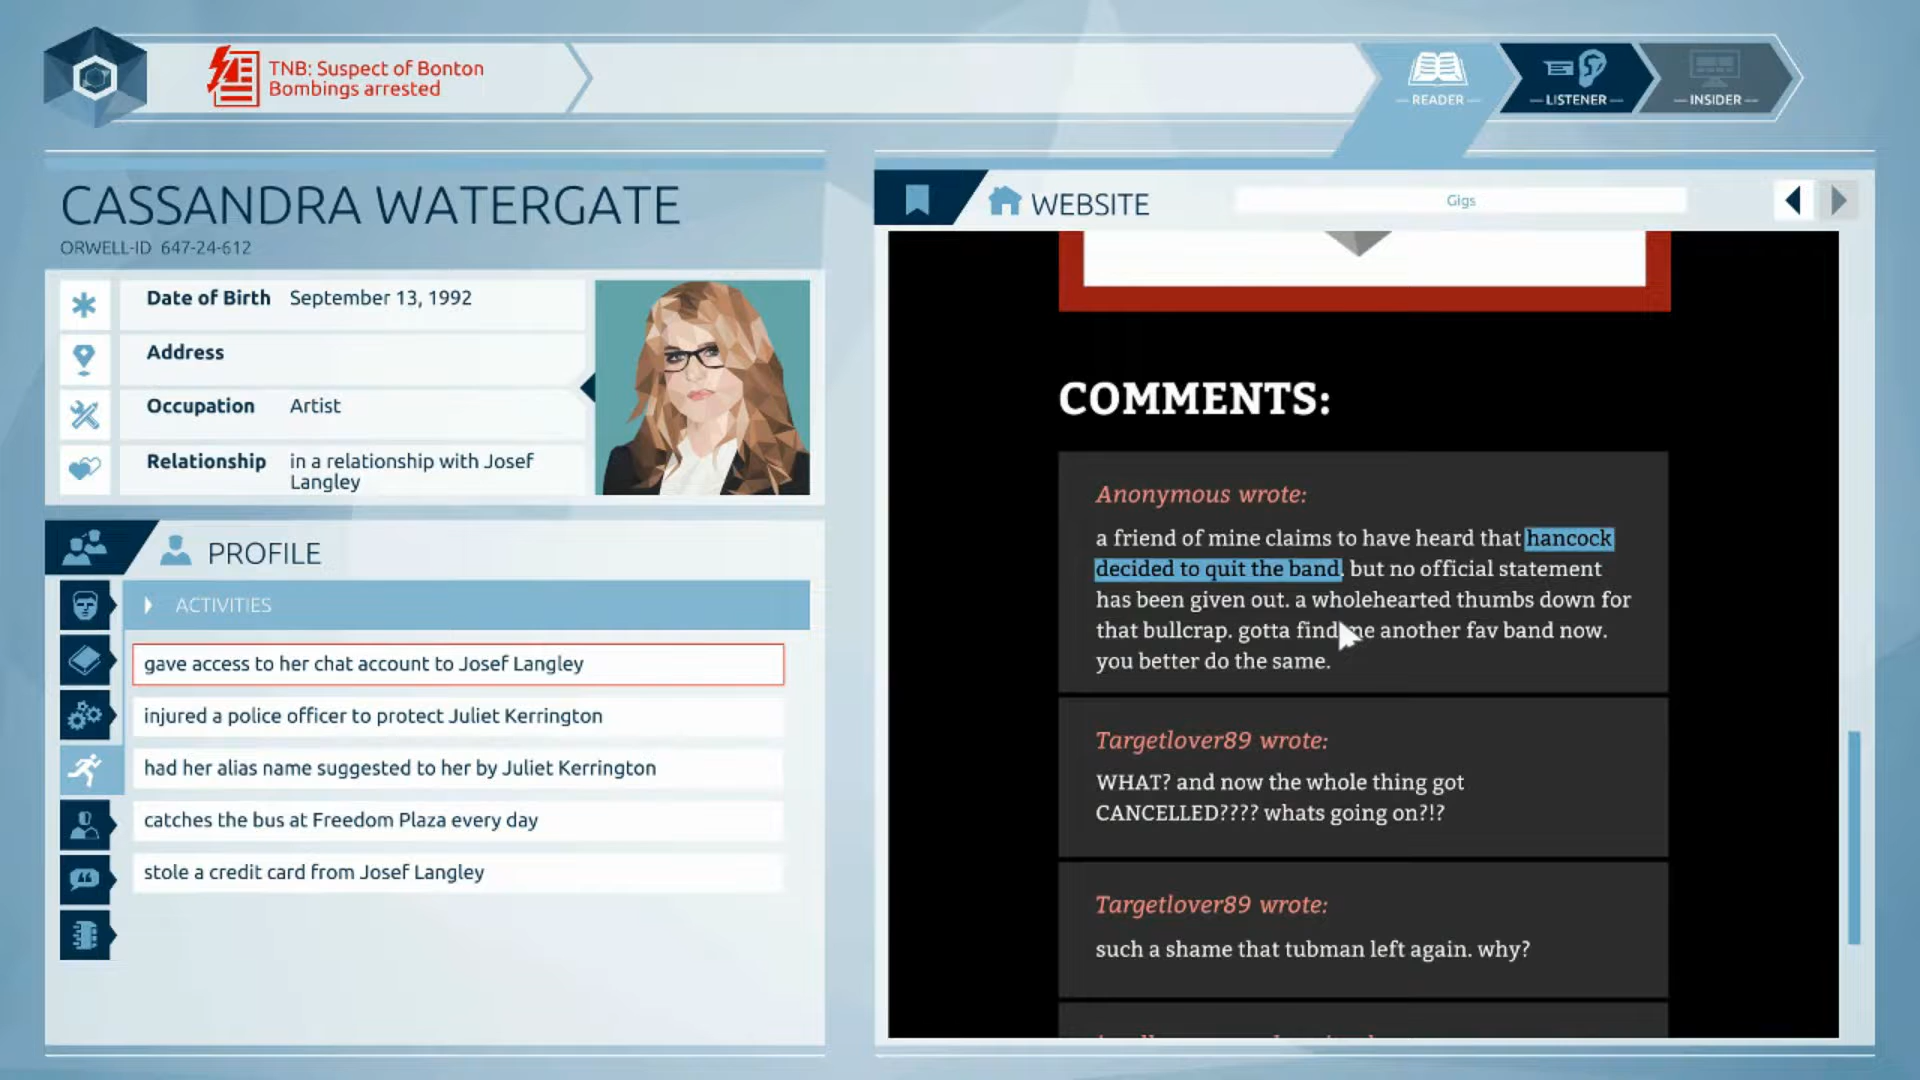 TNB: Suspect of Bonton
Bombings arrested
READER
LISTENER
INSIDER
CASSANDRA WATERGATE
ORWELL-ID 647-24-612
Date of Birth September 13, 1992
Address
Occupation Artist
Relationship in a relationship with Josef
Langley
PROFILE
ACTIVITIES
gave access to her chat account to Josef Langley
injured a police officer to protect Juliet Kerrington
had her alias name suggested to her by Juliet Kerrington
catches the bus at Freedom Plaza every day
stole a credit card from Josef Langley
WEBSITE
Gigs
COMMENTS:
Anonymous wrote:
a friend of mine claims to have heard that hancock
decided to quit the band, but no official statement
has been given out. a wholehearted thumbs down for
that bullcrap. gotta find me another fav band now.
you better do the same.
Targetlover89 wrote:
WHAT? and now the whole thing got
CANCELLED???? whats going on?!?
Targetlover89 wrote:
such a shame that tubman left again. why?